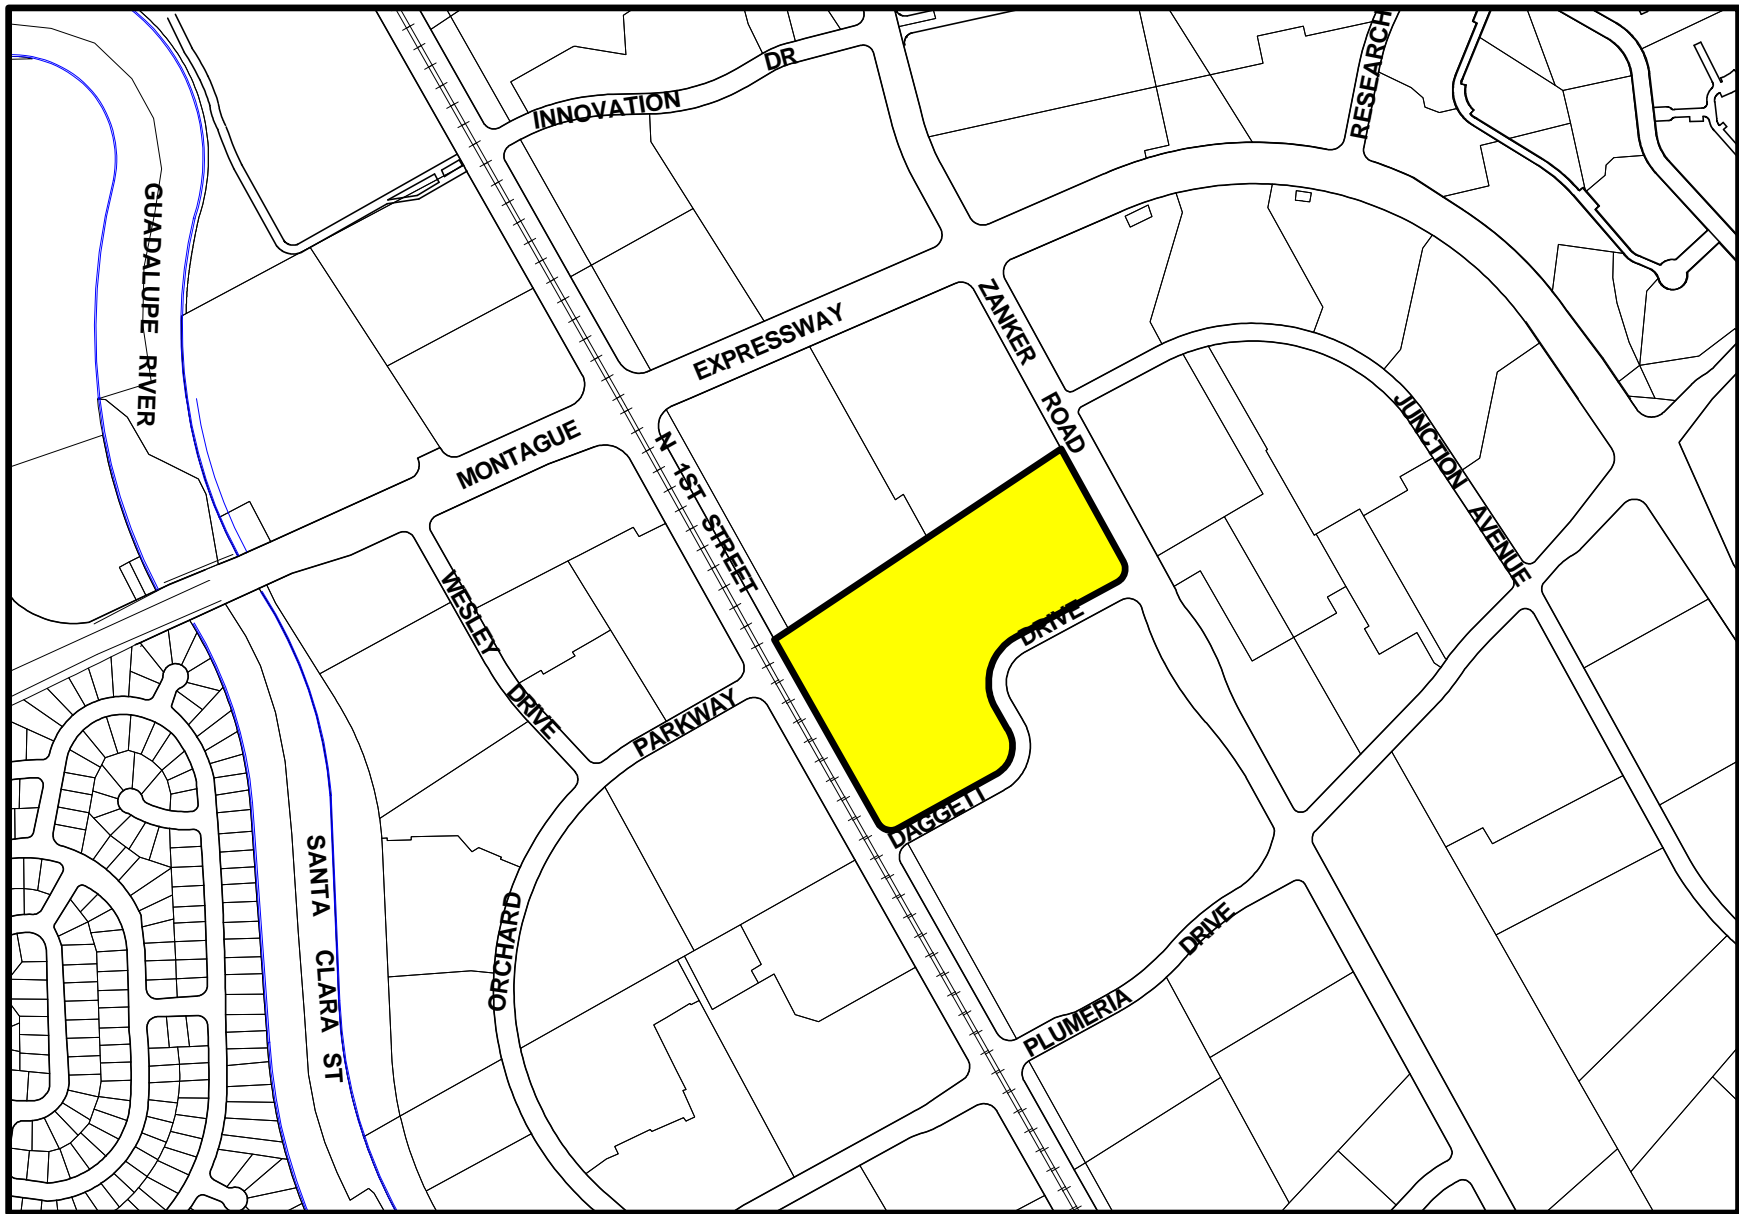 DR
INNOVATION
RESEARCH
GUADALUPE RIVER
ZANKER ROAD
MONTAGUE EXPRESSWAY
JUNCTION AVENUE
N 1ST STREET
WESLEY DRIVE
DRIVE
PARKWAY
DAGGETT
SANTA CLARA ST
ORCHARD
DRIVE
PLUMERIA